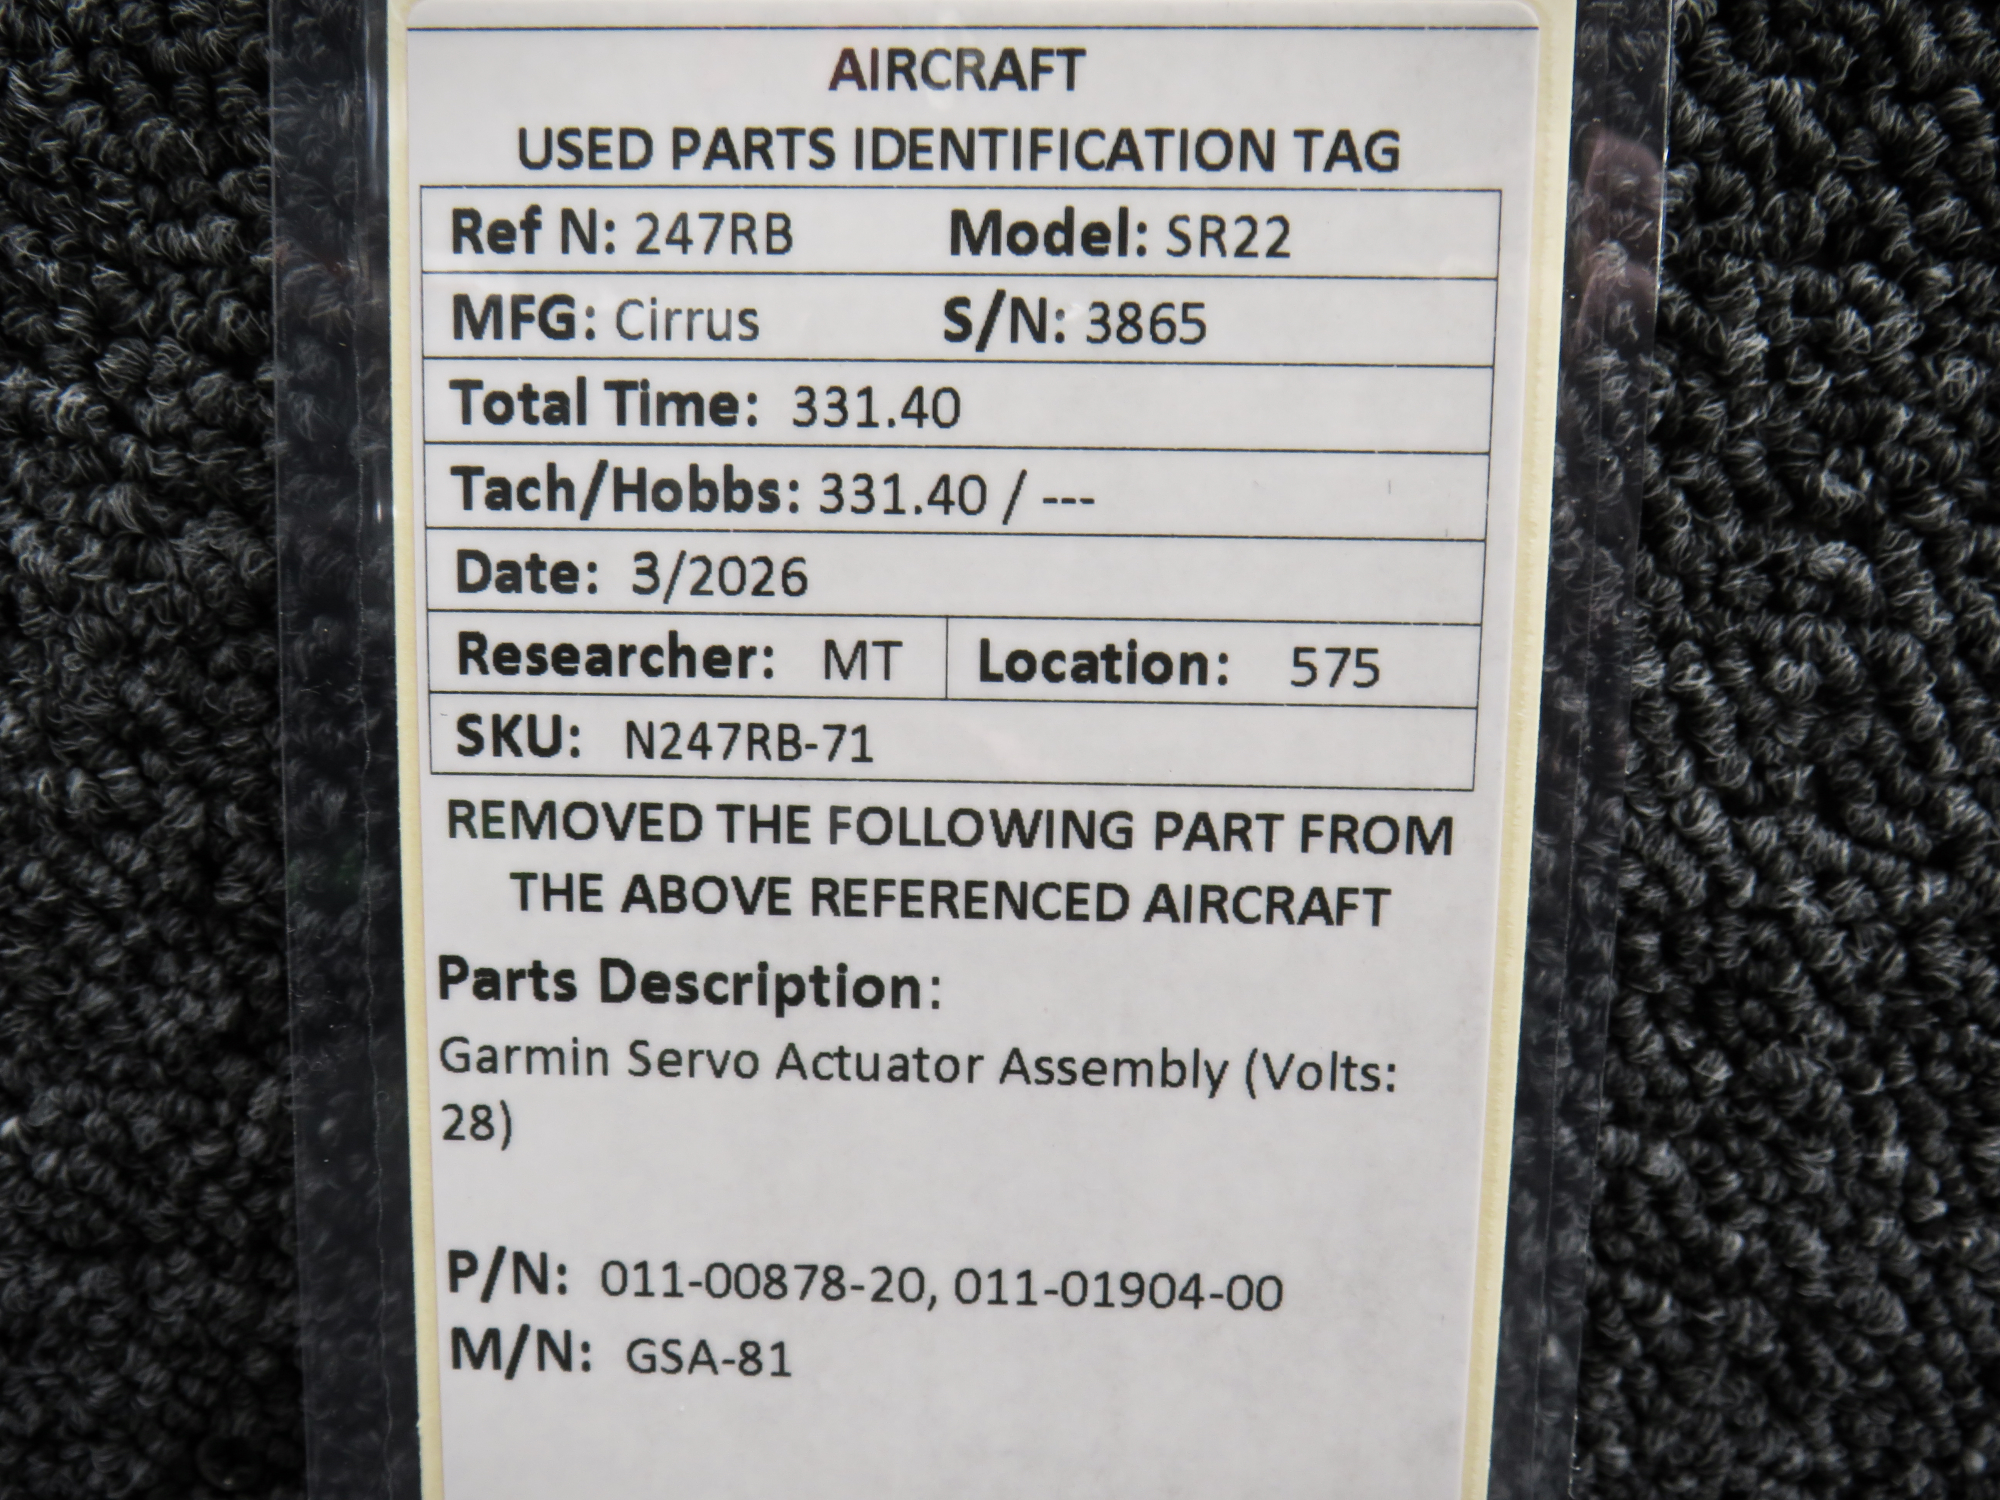 AIRCRAFT
USED PARTS IDENTIFICATION TAG
Ref N: 247RB Model: SR22
MFG: Cirrus S/N: 3865
Total Time: 331.40
Tach/Hobbs: 331.40 / ---
Date: 3/2026
Researcher: MT Location: 575
SKU: N247RB-71
REMOVED THE FOLLOWING PART FROM
THE ABOVE REFERENCED AIRCRAFT
Parts Description:
Garmin Servo Actuator Assembly (Volts:
28)
P/N: 011-00878-20, 011-01904-00
M/N: GSA-81